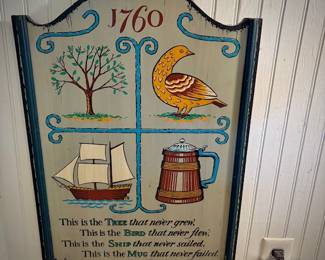 1760
This is the TREE that never grew,
This is the BIRD that never flew,
This is the SHIP that never sailed,
This is the MUG that never failed.